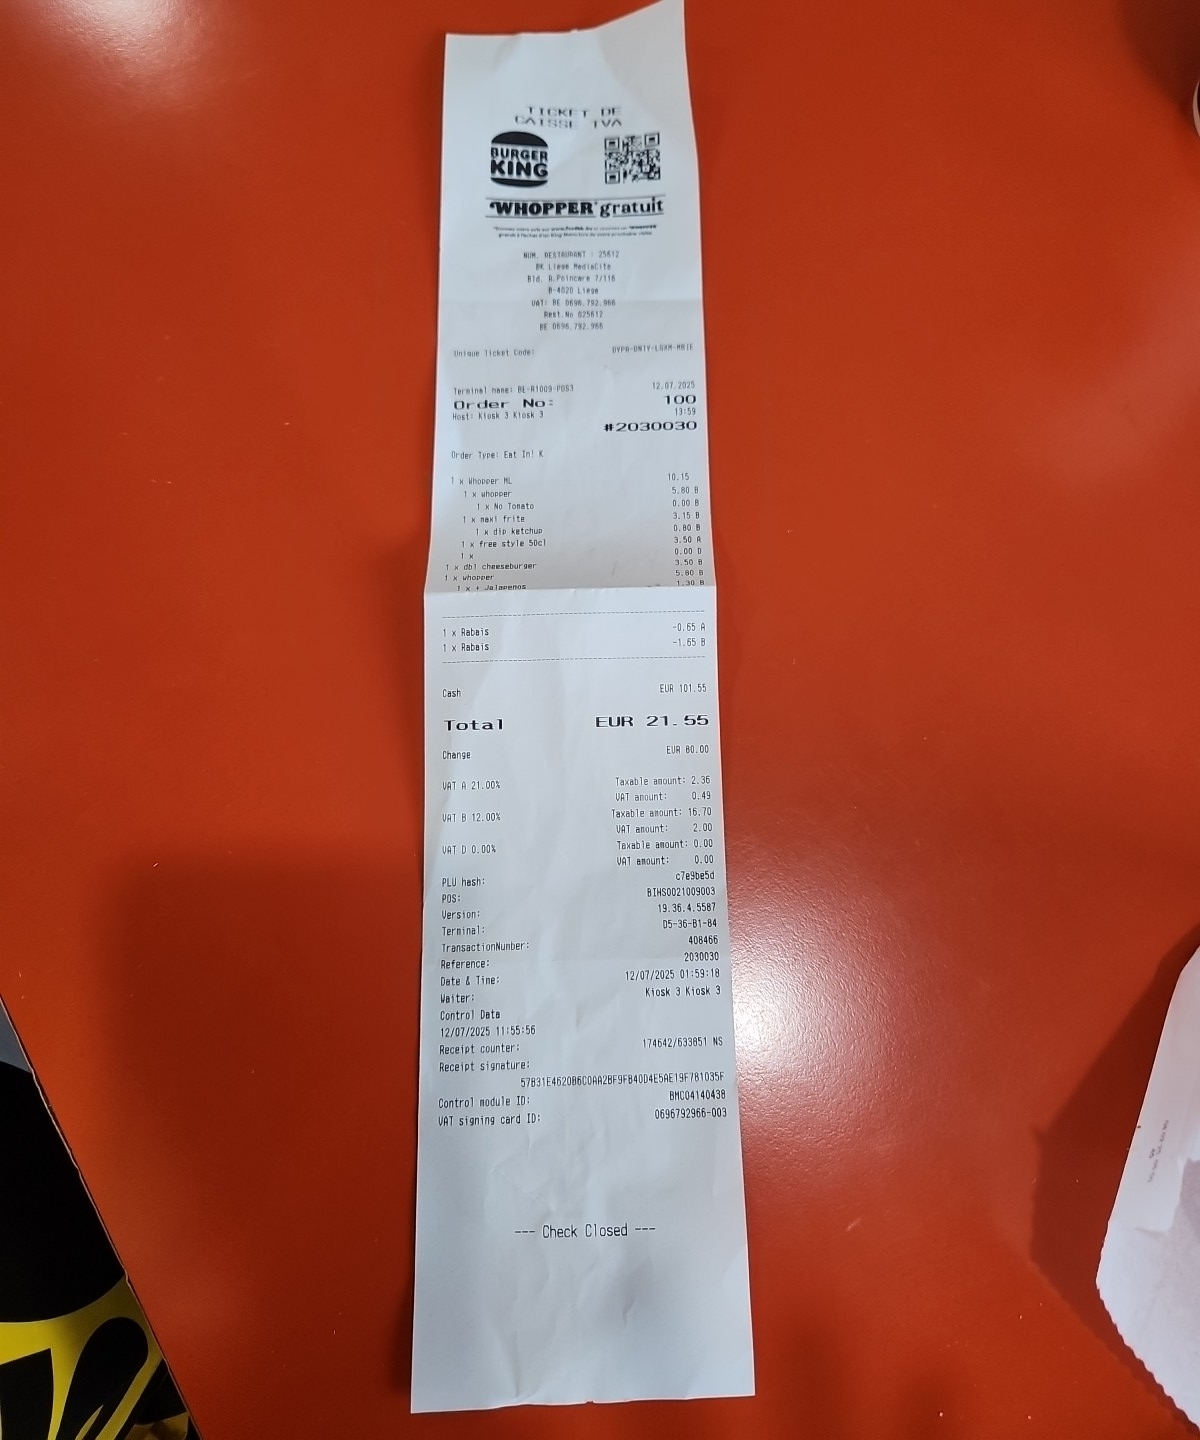 TICKET DE
CAISSE TVA
BURGER
KING
WHOPPER® gratuit
NUM. RESTAURANT : 25612
BK Liege MediaCite
Bld. R.Poincare 7/116
B-4020 Liege
VAT: BE 0696.792.966
Rest.No 025612
BE 0696.792.966
Unique Ticket Code:
Terminal name: BE-R1009-POS3 12.07.2025
Order No: 100
Host: Kiosk 3 Kiosk 3 13:59
#2030030
Order Type: Eat In! K
1 x Whopper ML 10.15
1 x whopper 5.80 B
1 x No Tomato 0.00 B
1 x maxi frite 3.15 B
1 x dip ketchup 0.80 B
1 x free style 50cl 3.50 A
1 x 0.00 D
1 x dbl cheeseburger 3.50 B
1 x whopper 5.80 B
1 x + Jalapenos 1.30 B
1 x Rabais -0.65 A
1 x Rabais -1.65 B
Cash EUR 101.55
Total EUR 21.55
Change EUR 80.00
VAT A 21.00% Taxable amount: 2.36
VAT amount: 0.49
VAT B 12.00% Taxable amount: 16.70
VAT amount: 2.00
VAT D 0.00% Taxable amount: 0.00
VAT amount: 0.00
PLU hash: c7e9be5d
POS: BIHS0021009003
Version: 19.36.4.5587
Terminal: D5-36-B1-84
TransactionNumber: 408466
Reference: 2030030
Date & Time: 12/07/2025 01:59:18
Waiter: Kiosk 3 Kiosk 3
Control Data
12/07/2025 11:55:56
Receipt counter: 174642/633851 NS
Receipt signature:
57B31E4620B6C0AA2BF9FB40D4E5AE19F7B1035F
Control module ID: BMC04140438
VAT signing card ID: 0696792966-003
--- Check Closed ---